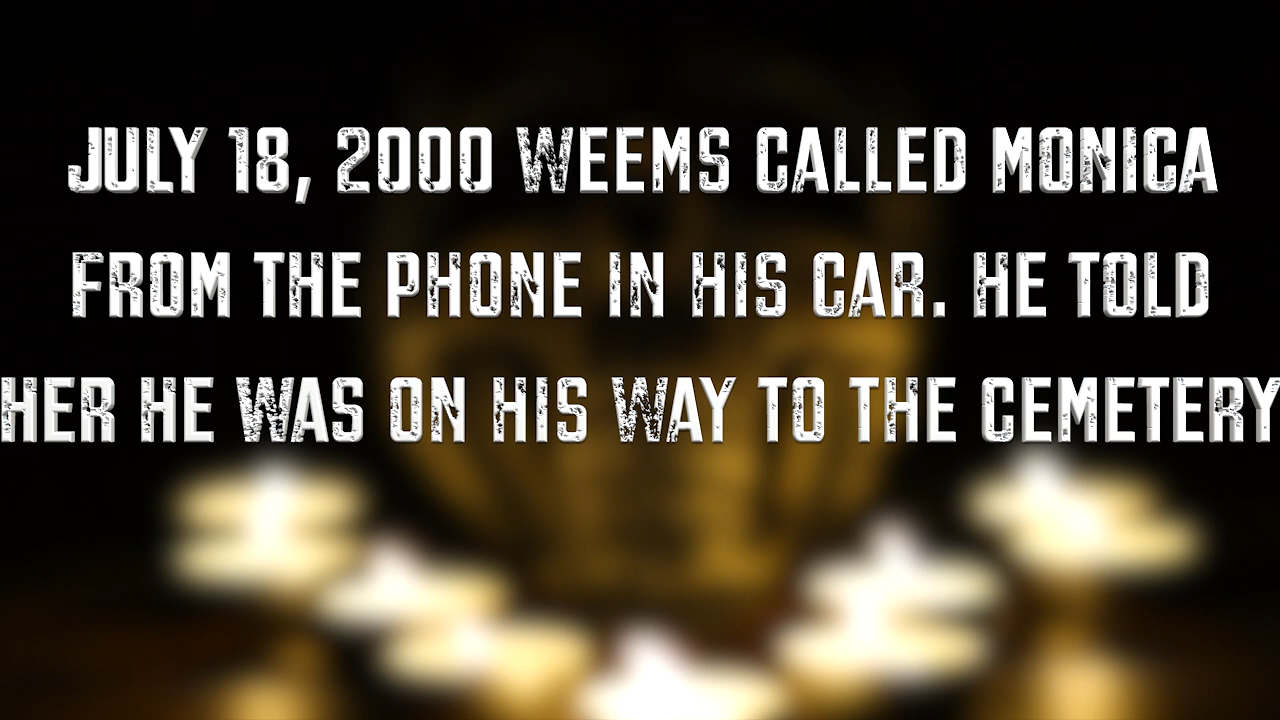 JULY 18, 2000 WEEMS CALLED MONICA
FROM THE PHONE IN HIS CAR. HE TOLD
HER HE WAS ON HIS WAY TO THE CEMETERY